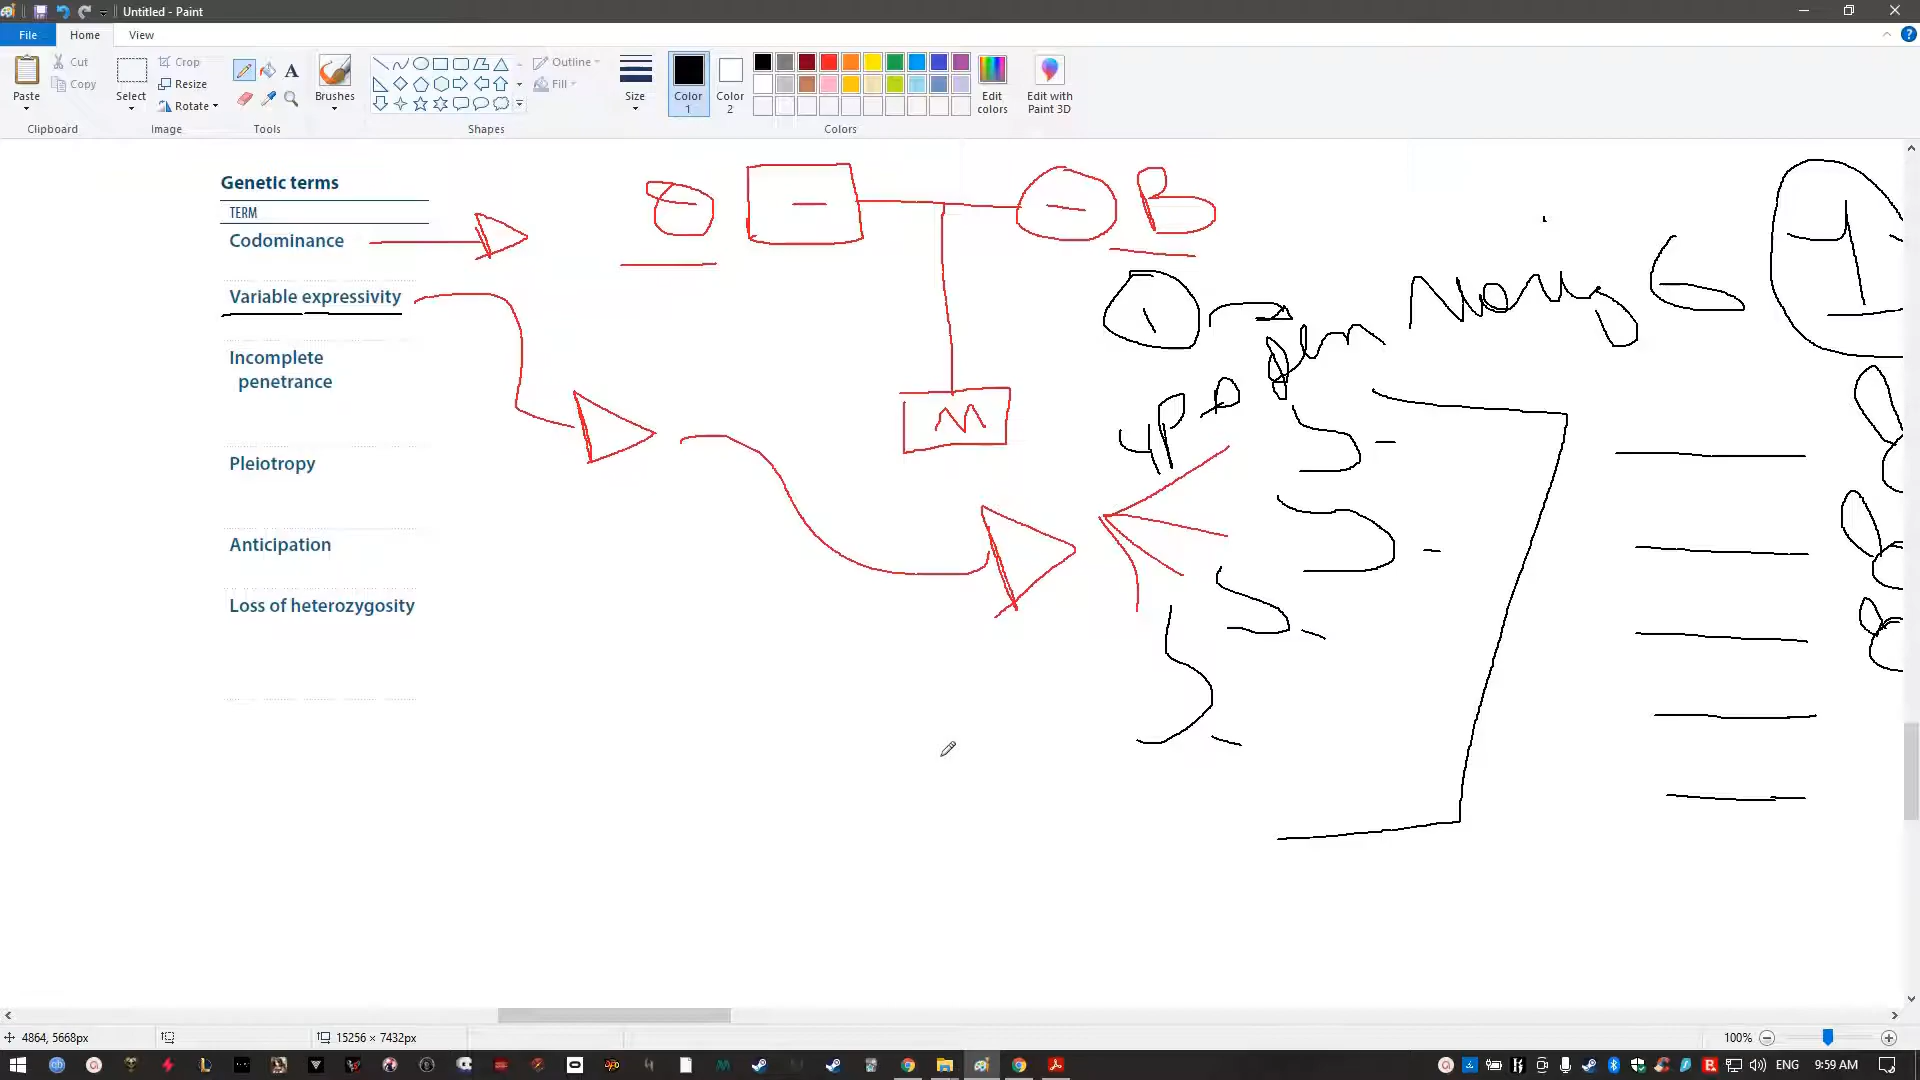 Untitled - Paint
File
Home
View
Cut
Copy
Paste
Clipboard
Crop
Resize
Rotate
Select
Image
Tools
Brushes
Shapes
Outline
Fill
Size
Color
1
Color
2
Edit
colors
Edit with
Paint 3D
Colors
Genetic terms
TERM
Codominance
Variable expressivity
Incomplete
penetrance
Pleiotropy
Anticipation
Loss of heterozygosity
B
M
4864, 5668px
15256 × 7432px
100%
ENG
9:59 AM